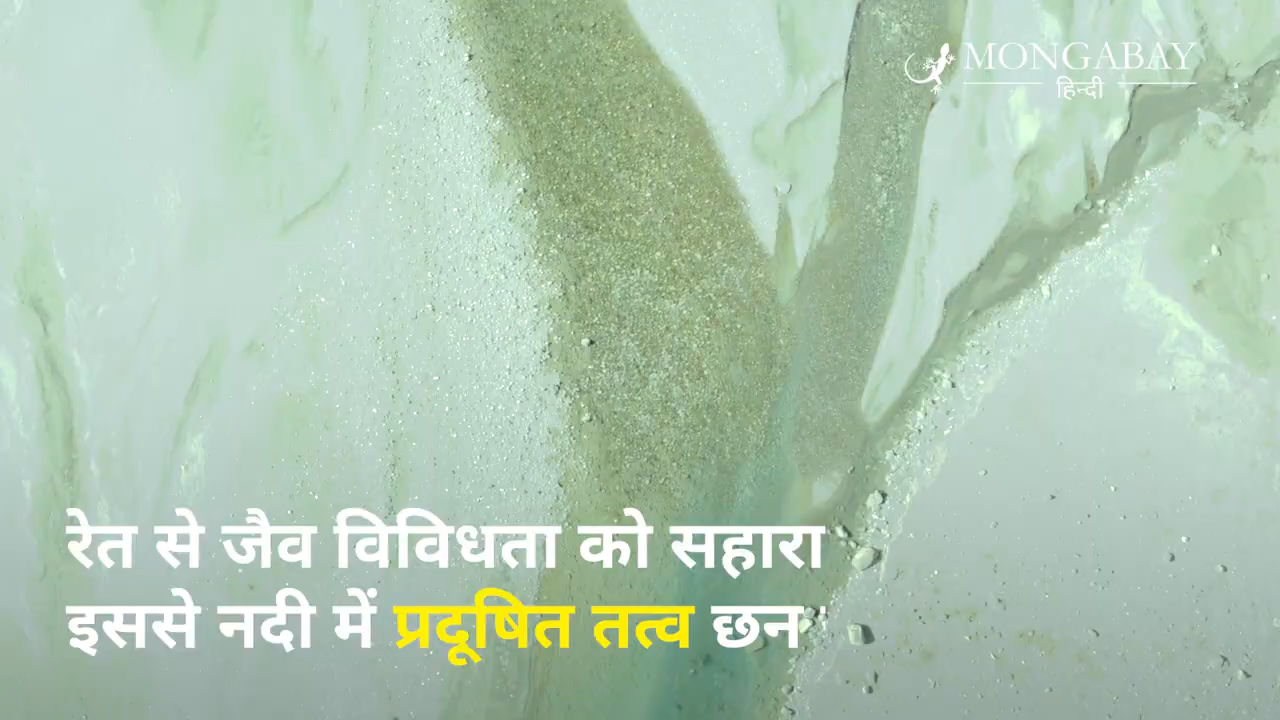 MONGABAY
हिन्दी
रेत से जैव विविधता को सहारा
इससे नदी में प्रदूषित तत्व छन